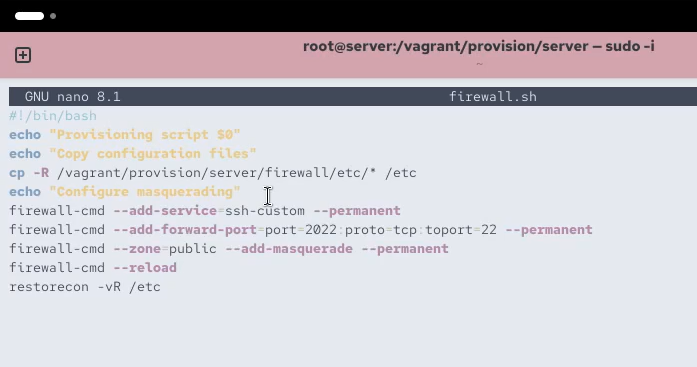 root@server:/vagrant/provision/server — sudo -i
~
GNU nano 8.1 firewall.sh
#!/bin/bash
echo "Provisioning script $0"
echo "Copy configuration files"
cp -R /vagrant/provision/server/firewall/etc/* /etc
echo "Configure masquerading"
firewall-cmd --add-service=ssh-custom --permanent
firewall-cmd --add-forward-port=port=2022:proto=tcp:toport=22 --permanent
firewall-cmd --zone=public --add-masquerade --permanent
firewall-cmd --reload
restorecon -vR /etc